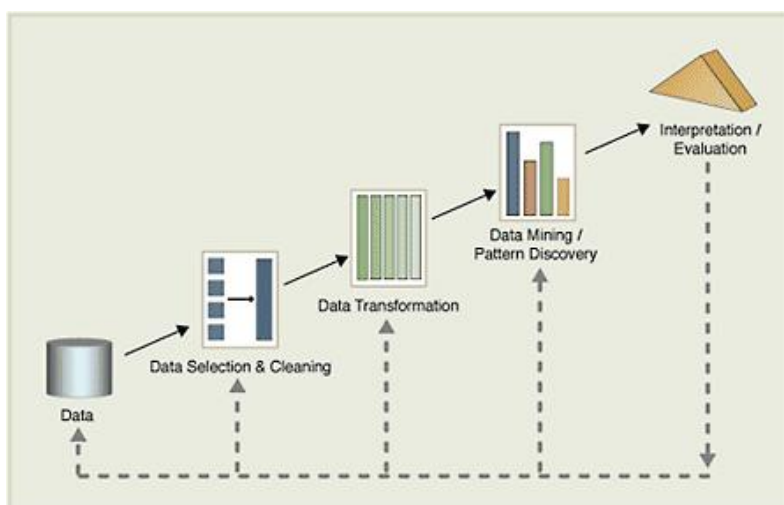 Interpretation /
Evaluation
Data Mining /
Pattern Discovery
Data Transformation
Data Selection & Cleaning
Data